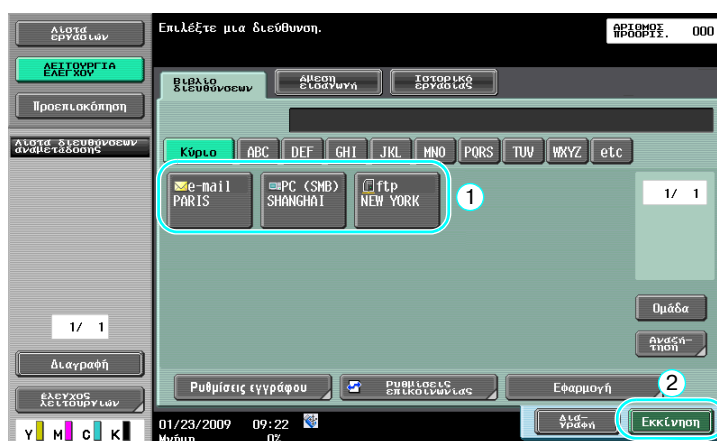 Λίστα
εργασιών
ΛΕΙΤΟΥΡΓΙΑ
ΕΛΕΓΧΟΥ
Προεπισκόπηση
Λίστα διευθύνσεων
αναμετάδοσης
1/ 1
Διαγραφή
Έλεγχος
λειτουργιών
Y M C K
Επιλέξτε μια διεύθυνση.
ΑΡΙΘΜΟΣ
ΠΡΟΟΡΙΣ. 000
Βιβλίο
διευθύνσεων
Άμεση
εισαγωγή
Ιστορικό
εργασίας
Κύριο ABC DEF GHI JKL MNO PQRS TUV WXYZ etc
e-mail
PARIS
PC (SMB)
SHANGHAI
ftp
NEW YORK
1
1/ 1
Ομάδα
Αναζή-
τηση
Ρυθμίσεις εγγράφου
Ρυθμίσεις
επικοινωνίας
Εφαρμογή
2
01/23/2009 09:22
Μνήμη 0%
Δια-
γραφή
Εκκίνηση